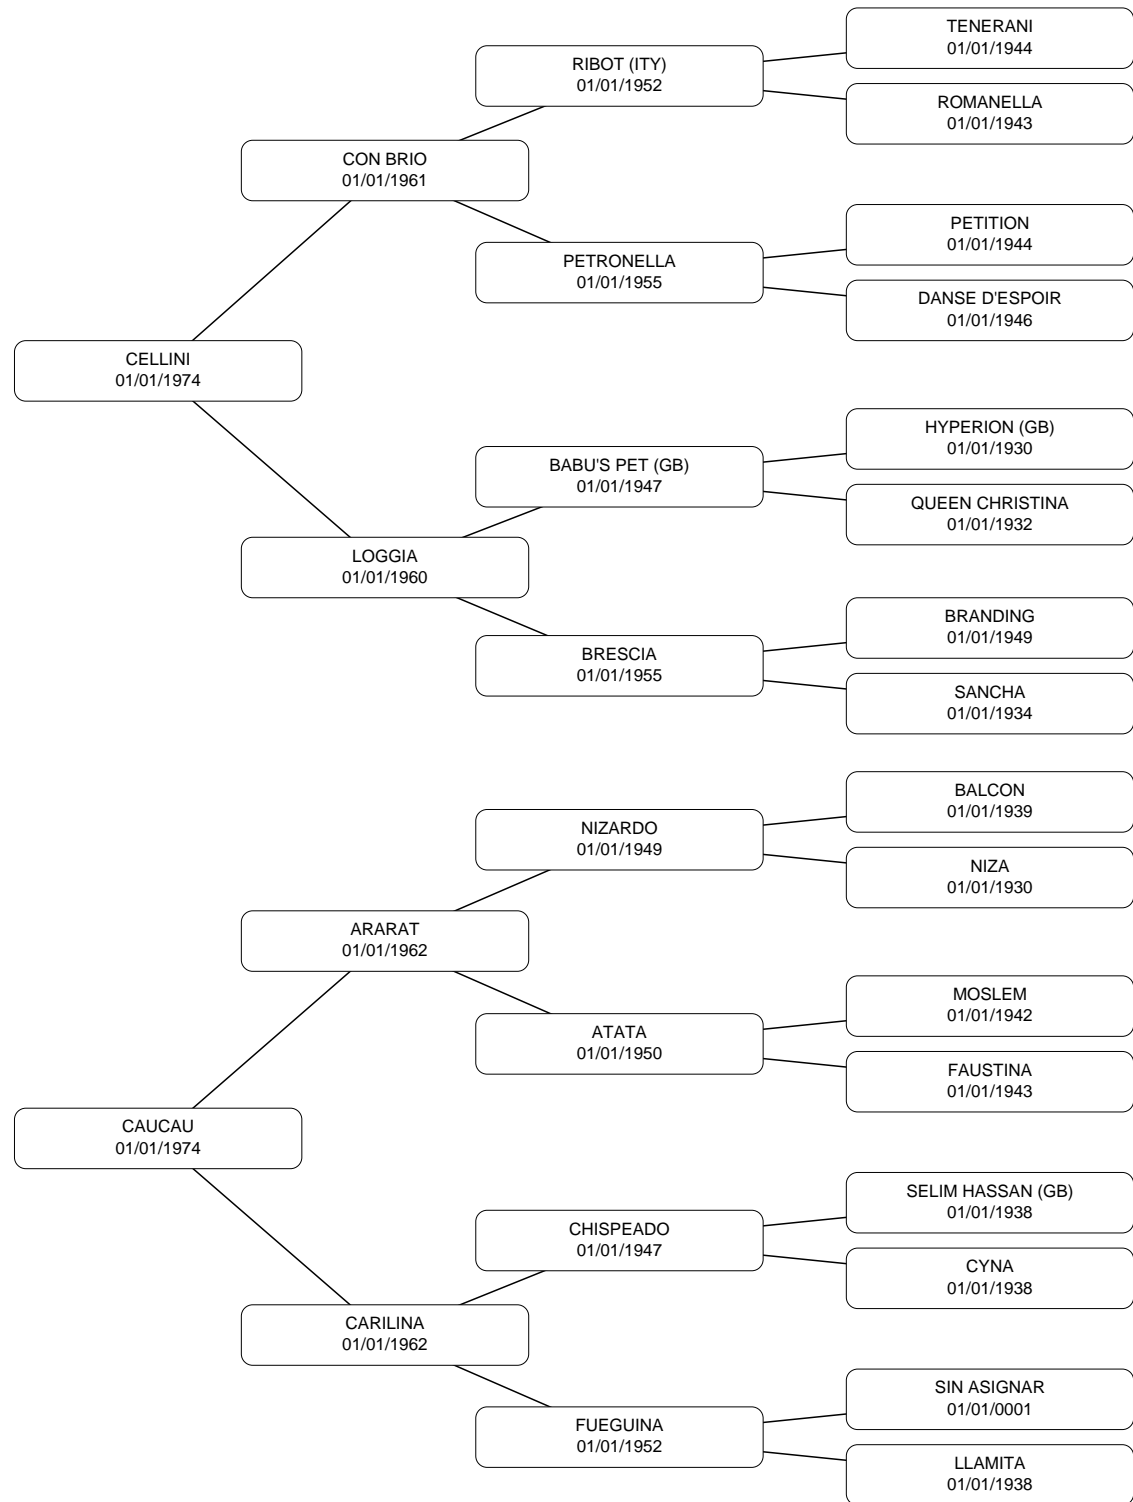 TENERANI
01/01/1944
RIBOT (ITY)
01/01/1952
ROMANELLA
01/01/1943
CON BRIO
01/01/1961
PETITION
01/01/1944
PETRONELLA
01/01/1955
DANSE D'ESPOIR
01/01/1946
CELLINI
01/01/1974
HYPERION (GB)
01/01/1930
BABU'S PET (GB)
01/01/1947
QUEEN CHRISTINA
01/01/1932
LOGGIA
01/01/1960
BRANDING
01/01/1949
BRESCIA
01/01/1955
SANCHA
01/01/1934
BALCON
01/01/1939
NIZARDO
01/01/1949
NIZA
01/01/1930
ARARAT
01/01/1962
MOSLEM
01/01/1942
ATATA
01/01/1950
FAUSTINA
01/01/1943
CAUCAU
01/01/1974
SELIM HASSAN (GB)
01/01/1938
CHISPEADO
01/01/1947
CYNA
01/01/1938
CARILINA
01/01/1962
SIN ASIGNAR
01/01/0001
FUEGUINA
01/01/1952
LLAMITA
01/01/1938